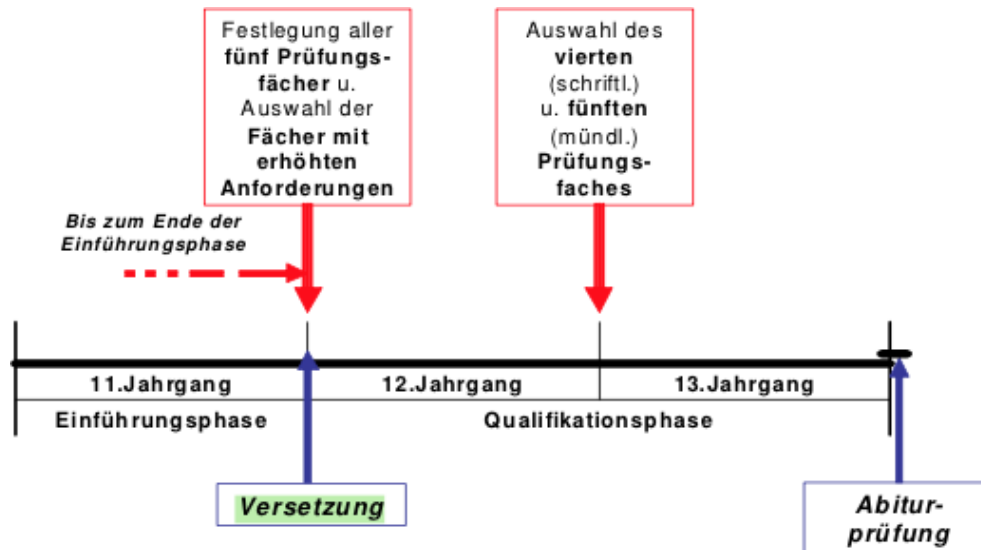 Festlegung aller
fünf Prüfungs-
fächer u.
Auswahl der
Fächer mit
erhöhten
Anforderungen
Auswahl des
vierten
(schriftl.)
u. fünften
(mündl.)
Prüfungs-
faches
Bis zum Ende der
Einführungsphase
11.Jahrgang
12.Jahrgang
13.Jahrgang
Einführungsphase
Qualifikationsphase
Versetzung
Abitur-
prüfung